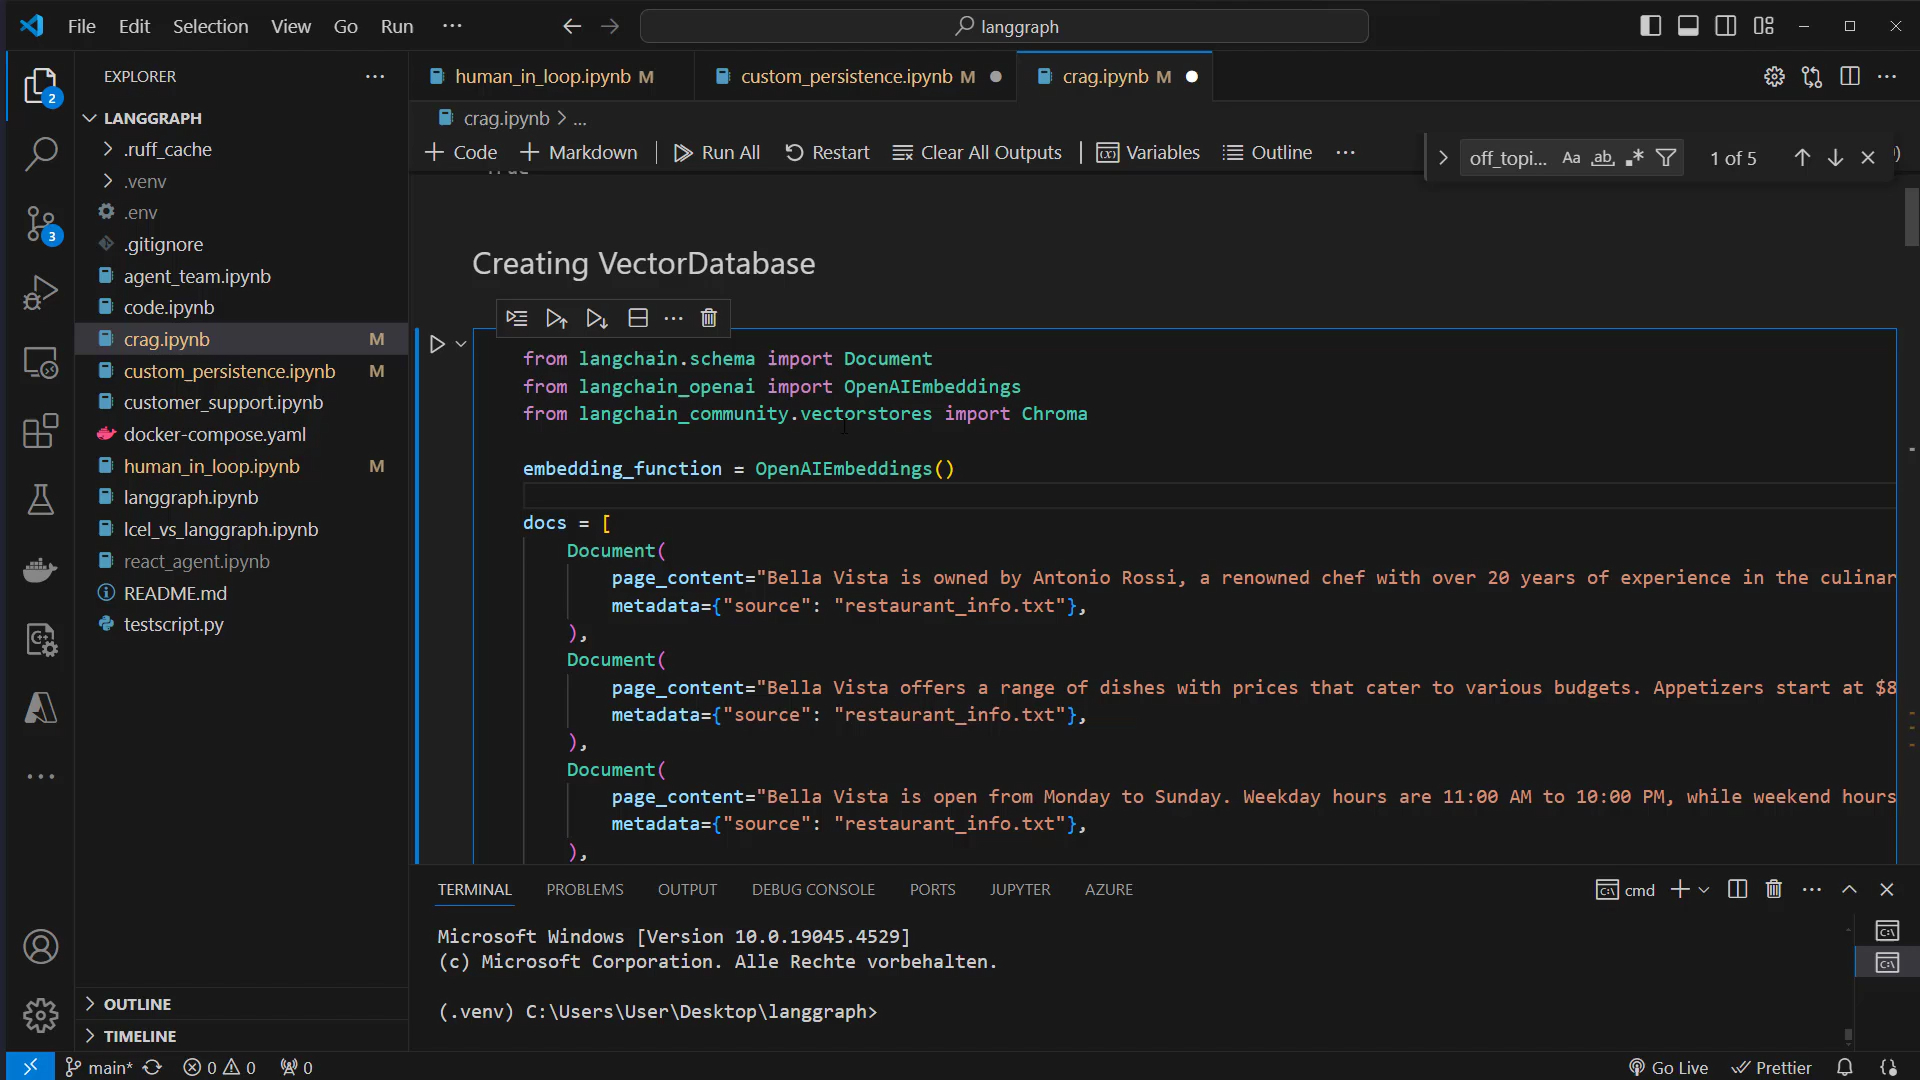 File Edit Selection View Go Run ··· langgraph
EXPLORER ···
human_in_loop.ipynb M custom_persistence.ipynb M crag.ipynb M
LANGGRAPH
.ruff_cache
.venv
.env
.gitignore
agent_team.ipynb
code.ipynb
crag.ipynb M
custom_persistence.ipynb M
customer_support.ipynb
docker-compose.yaml
human_in_loop.ipynb M
langgraph.ipynb
lcel_vs_langgraph.ipynb
react_agent.ipynb
README.md
testscript.py
OUTLINE
TIMELINE
2
3
crag.ipynb > ...
Code Markdown Run All Restart Clear All Outputs Variables Outline ···
off_topi... Aa ab 1 of 5
Creating VectorDatabase
from langchain.schema import Document
from langchain_openai import OpenAIEmbeddings
from langchain_community.vectorstores import Chroma
embedding_function = OpenAIEmbeddings()
docs = [
Document(
page_content="Bella Vista is owned by Antonio Rossi, a renowned chef with over 20 years of experience in the culinar
metadata={"source": "restaurant_info.txt"},
),
Document(
page_content="Bella Vista offers a range of dishes with prices that cater to various budgets. Appetizers start at $8
metadata={"source": "restaurant_info.txt"},
),
Document(
page_content="Bella Vista is open from Monday to Sunday. Weekday hours are 11:00 AM to 10:00 PM, while weekend hours
metadata={"source": "restaurant_info.txt"},
),
TERMINAL PROBLEMS OUTPUT DEBUG CONSOLE PORTS JUPYTER AZURE cmd
Microsoft Windows [Version 10.0.19045.4529]
(c) Microsoft Corporation. Alle Rechte vorbehalten.
(.venv) C:\Users\User\Desktop\langgraph>
main* 0 0 0 Go Live Prettier